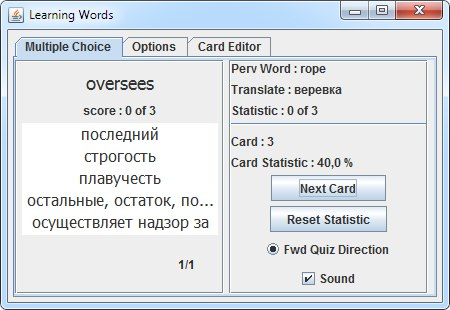 Learning Words
Multiple Choice
Options
Card Editor
oversees
score : 0 of 3
последний
строгость
плавучесть
остальные, остаток, по...
осуществляет надзор за
1/1
Perv Word : rope
Translate : веревка
Statistic : 0 of 3
Card : 3
Card Statistic : 40,0 %
Next Card
Reset Statistic
Fwd Quiz Direction
Sound